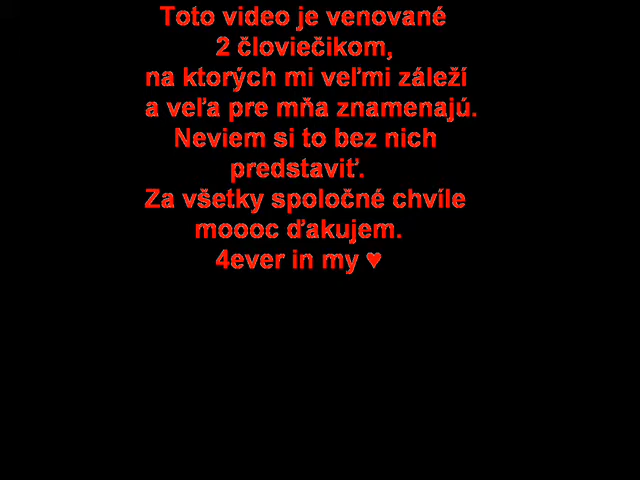 Toto video je venované
2 človiečikom,
na ktorých mi veľmi záleží
a veľa pre mňa znamenajú.
Neviem si to bez nich
predstaviť.
Za všetky spoločné chvíle
moooc ďakujem.
4ever in my ♥